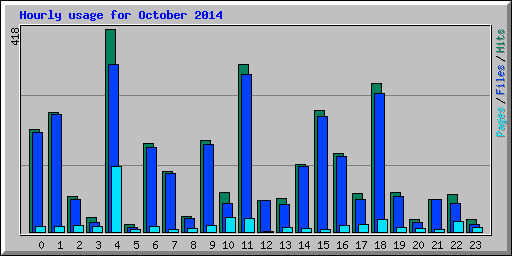 Hourly usage for October 2014
418
Pages/Files/Hits
0 1 2 3 4 5 6 7 8 9 10 11 12 13 14 15 16 17 18 19 20 21 22 23